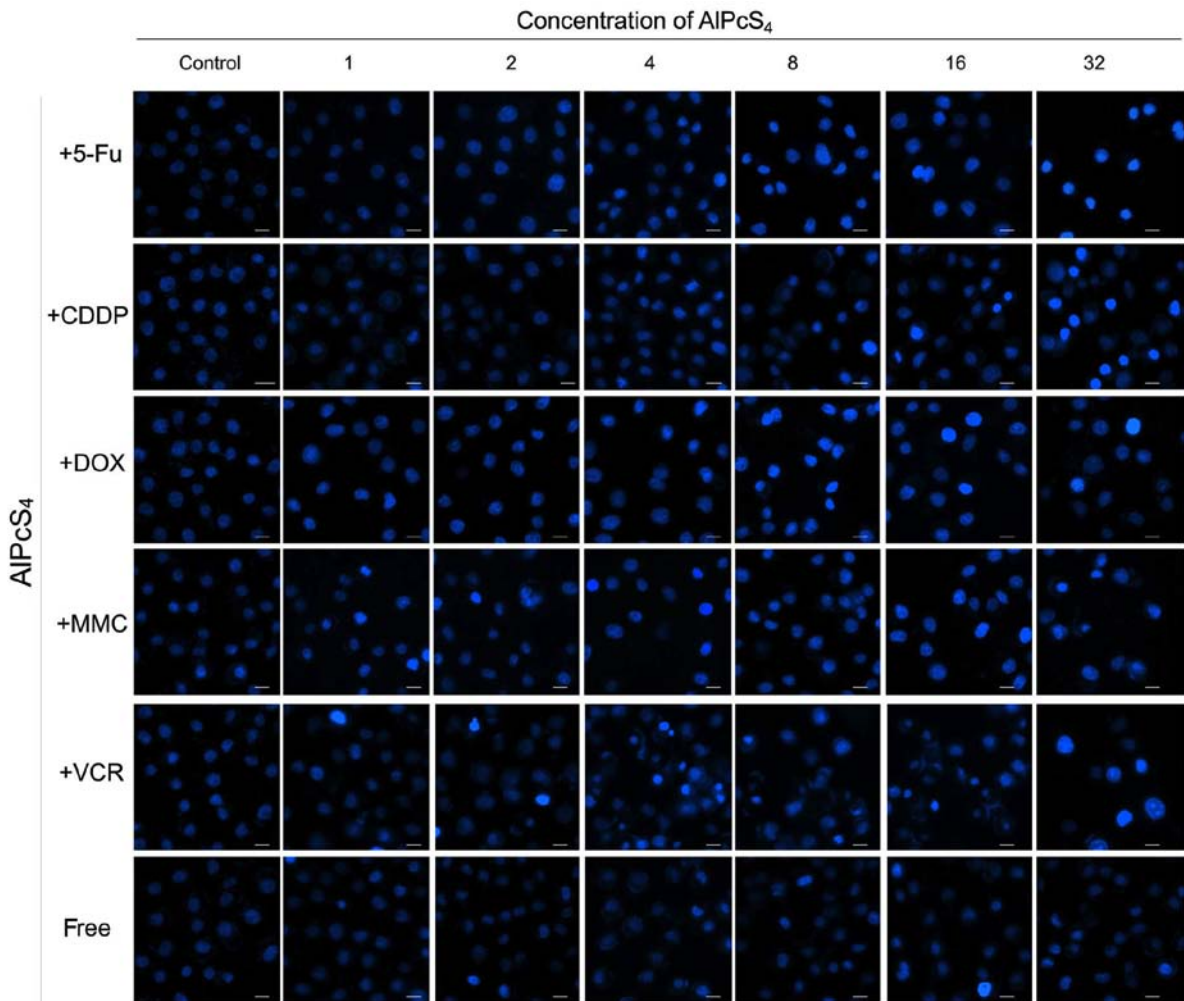 Concentration of AlPcS₄
Control 1 2 4 8 16 32
AlPcS₄
+5-Fu
+CDDP
+DOX
+MMC
+VCR
Free